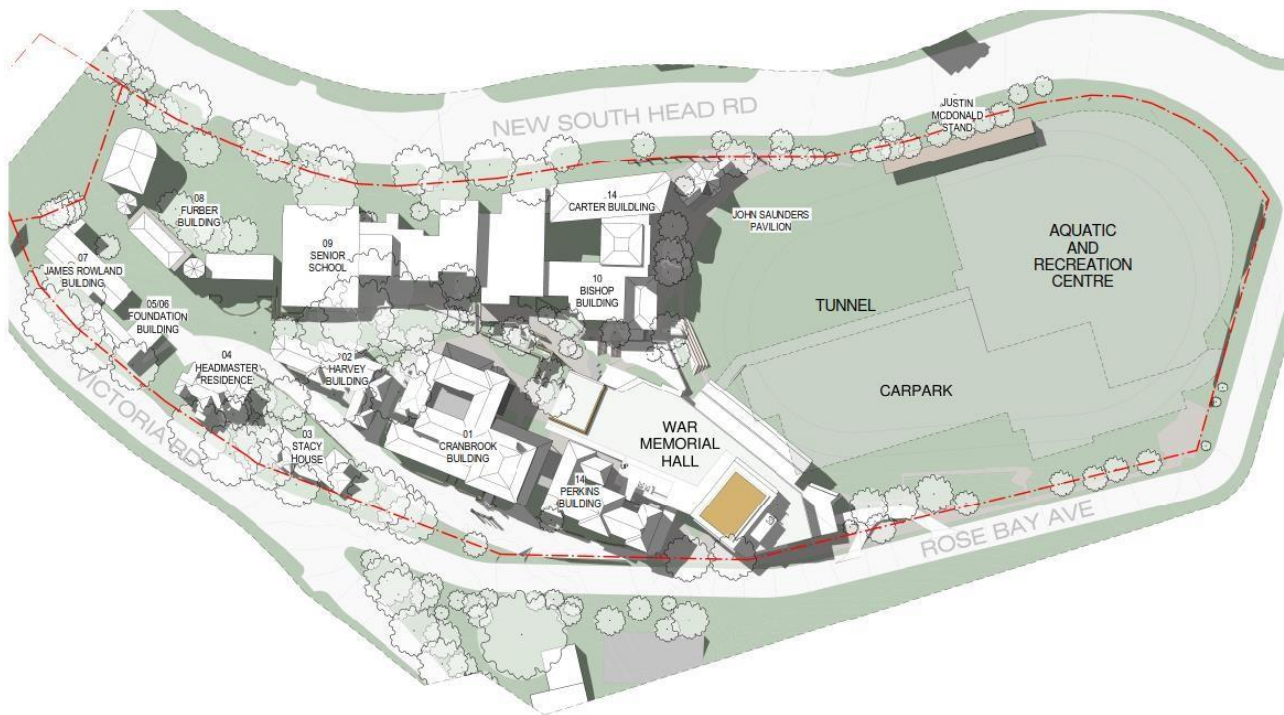 NEW SOUTH HEAD RD
JUSTIN
MCDONALD
STAND
08
FURBER
BUILDING
14
CARTER BUILDLING
JOHN SAUNDERS
PAVILION
09
SENIOR
SCHOOL
07
JAMES ROWLAND
BUILDING
10
BISHOP
BUILDING
AQUATIC
AND
RECREATION
CENTRE
TUNNEL
05/06
FOUNDATION
BUILDING
04
HEADMASTER
RESIDENCE
02
HARVEY
BUILDING
CARPARK
VICTORIA RD
03
STACY
HOUSE
01
CRANBROOK
BUILDING
WAR
MEMORIAL
HALL
UP
14
PERKINS
BUILDING
ROSE BAY AVE